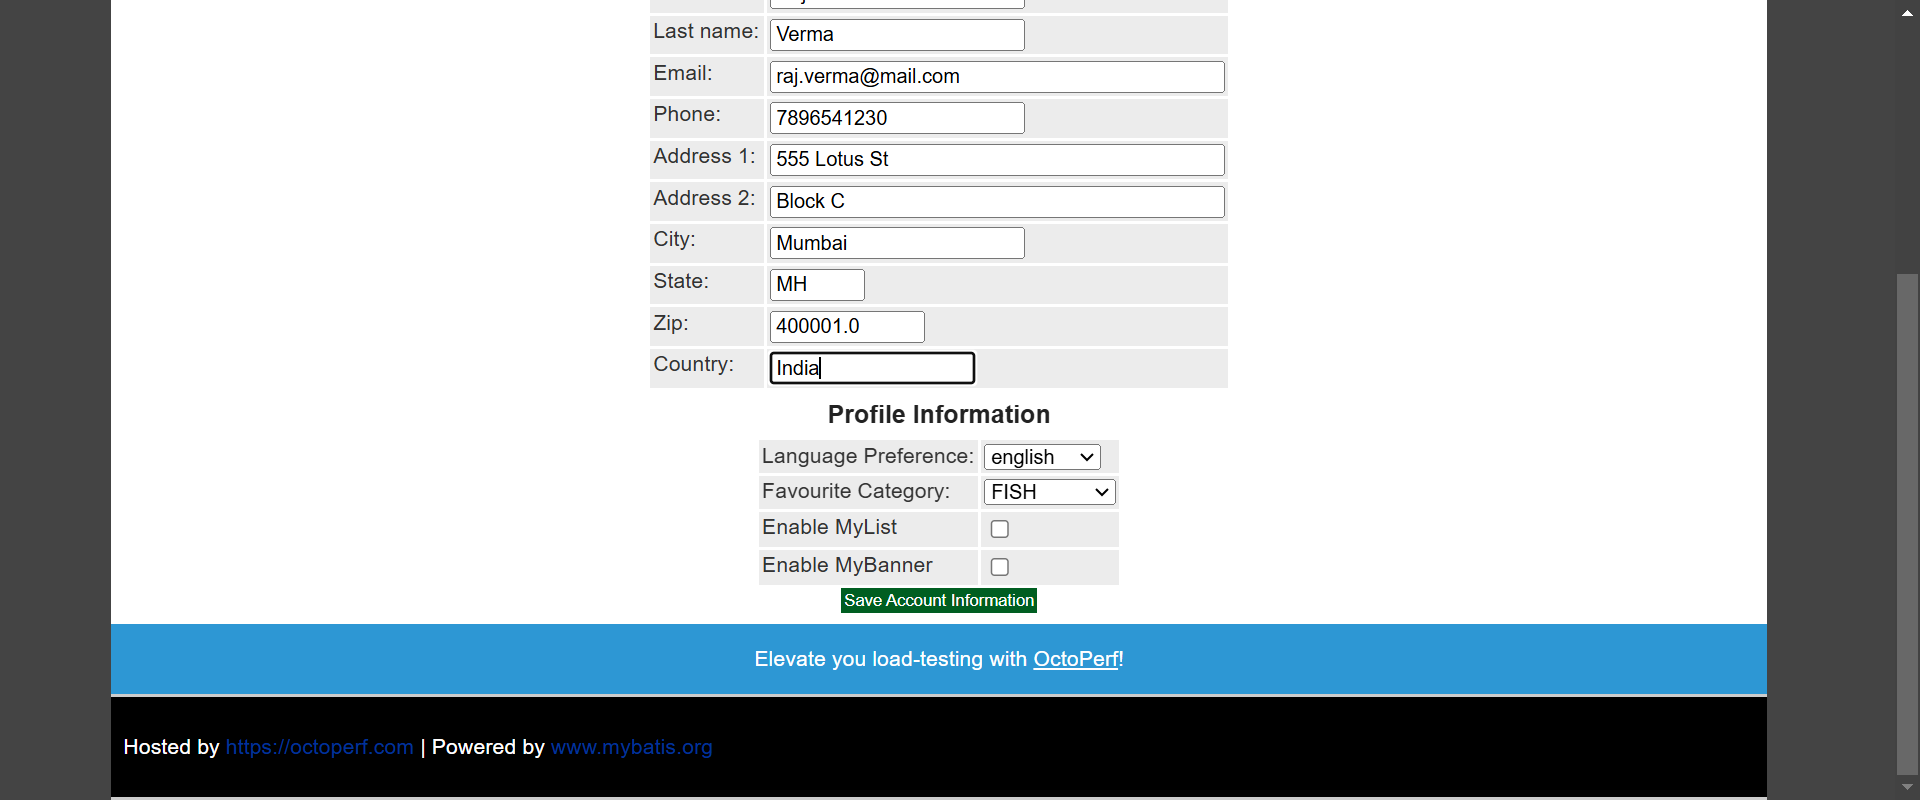 Last name: Verma
Email: raj.verma@mail.com
Phone: 7896541230
Address 1: 555 Lotus St
Address 2: Block C
City: Mumbai
State: MH
Zip: 400001.0
Country: India
Profile Information
Language Preference: english
Favourite Category: FISH
Enable MyList
Enable MyBanner
Save Account Information
Elevate you load-testing with OctoPerf!
Hosted by https://octoperf.com | Powered by www.mybatis.org